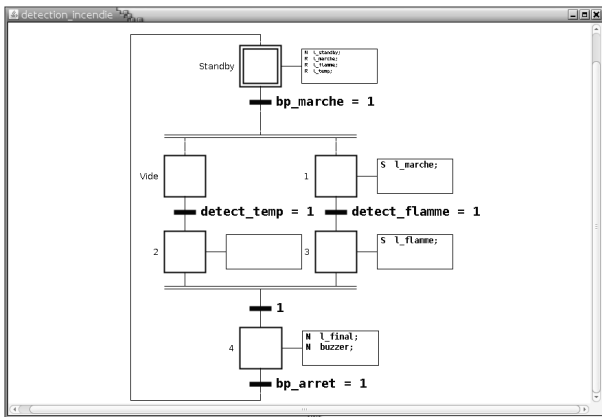 detection_incendie
Standby
N l_standby;
R l_marche;
R l_flamme;
R l_temp;
bp_marche = 1
Vide
1
S l_marche;
detect_temp = 1
detect_flamme = 1
2
3
S l_flamme;
1
4
N l_final;
N buzzer;
bp_arret = 1